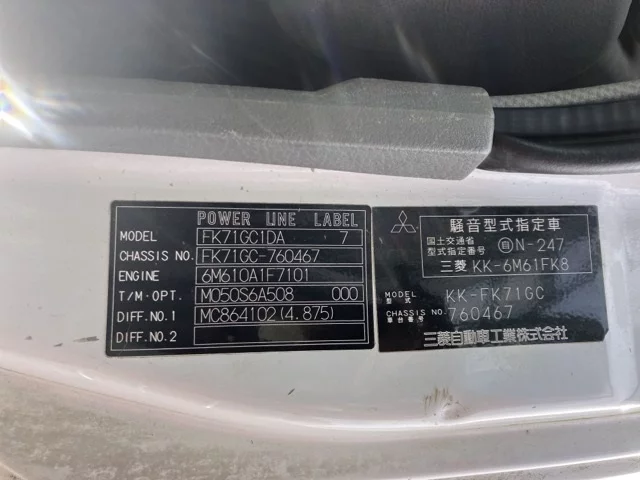 POWER LINE LABEL
MODEL FK71GC1DA 7
CHASSIS NO. FK71GC-760467
ENGINE 6M610A1F7101
T/M-OPT. M050S6A508 000
DIFF.NO.1 MC864102(4.875)
DIFF.NO.2
騒音型式指定車
国土交通省
型式指定番号 自N-247
三菱 KK-6M61FK8
MODEL 型式 KK-FK71GC
CHASSIS NO. 車台番号 760467
三菱自動車工業株式会社